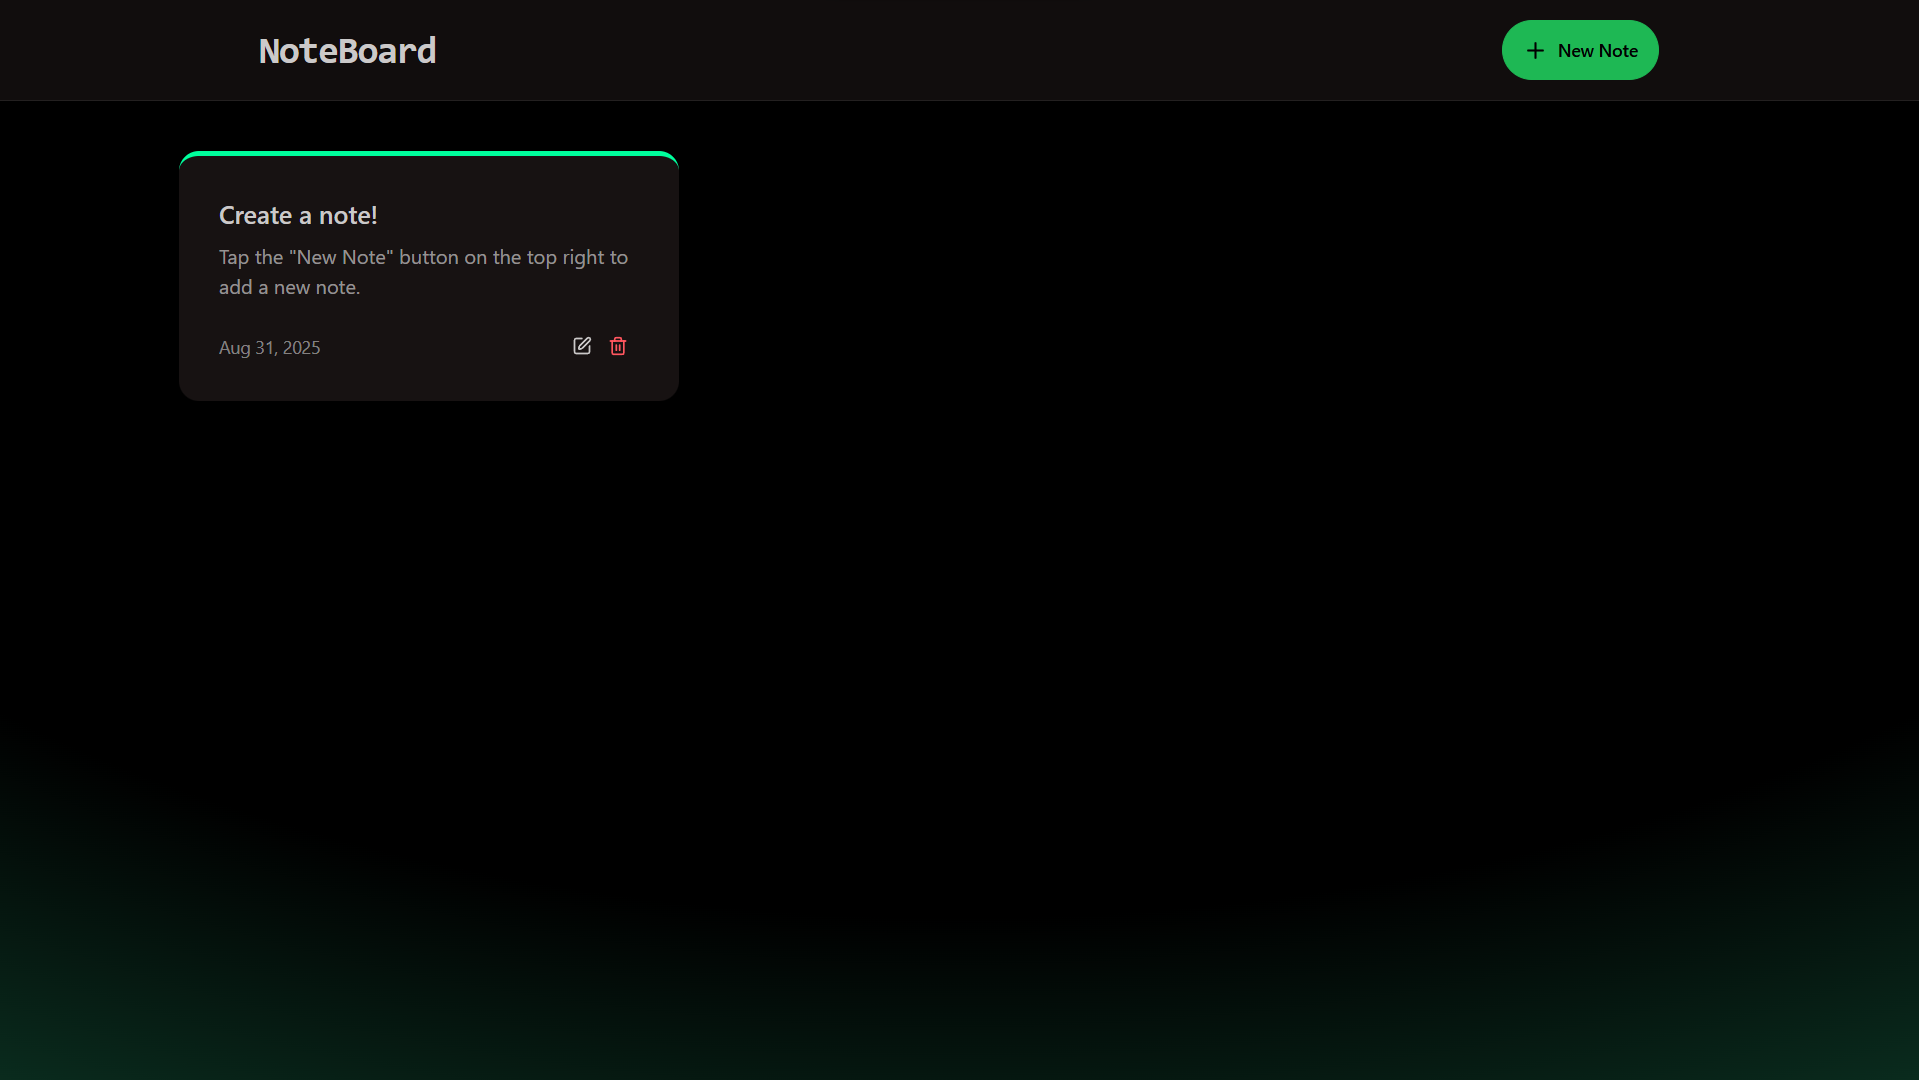 NoteBoard
New Note
Create a note!
Tap the "New Note" button on the top right to
add a new note.
Aug 31, 2025